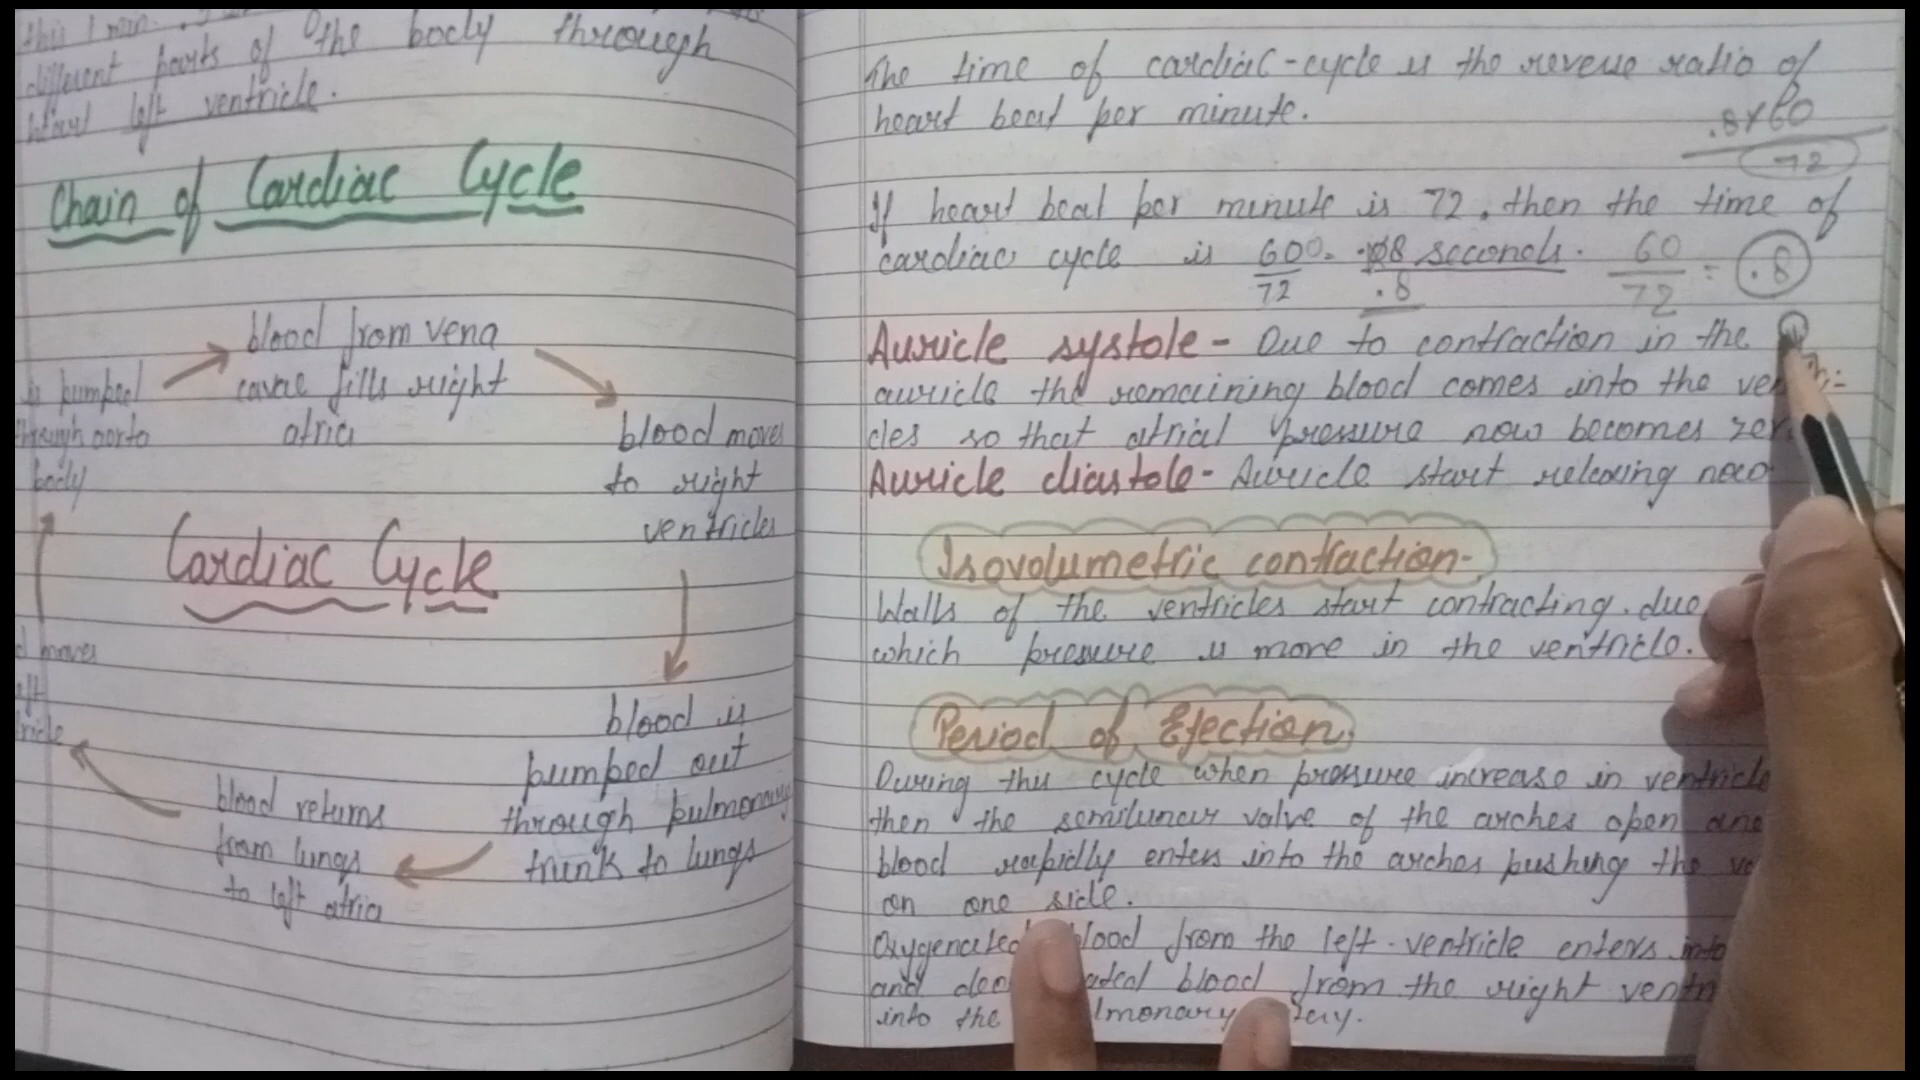 different parts of the body through
heart left ventricle.
Chain of Cardiac Cycle
blood from vena
cavae fills right
atria
blood moves
to right
ventricles
blood is
pumped out
through pulmonary
trunk to lungs
blood returns
from lungs
to left atria
moves
is pumped
through aorta
body
Cardiac Cycle
The time of cardiac-cycle is the reverse ratio of
heart beat per minute.
.8x60
72
If heart beat per minute is 72, then the time of
cardiac cycle is 600 = .8 seconds. 60 = .8
72 .8 72
Auricle systole - Due to contraction in the
auricle the remaining blood comes into the
cles so that atrial pressure now becomes
Auricle diastole - Auricle start relaxing now
Isovolumetric contraction-
Walls of the ventricles start contracting. due
which pressure is more in the ventricle.
Period of Ejection.
During this cycle when pressure increase in ventricle
then the semilunar valve of the arches open and
blood rapidly enters into the arches pushing the
on one side.
Oxygenated blood from the left-ventricle enters into
and blood from the right
into the